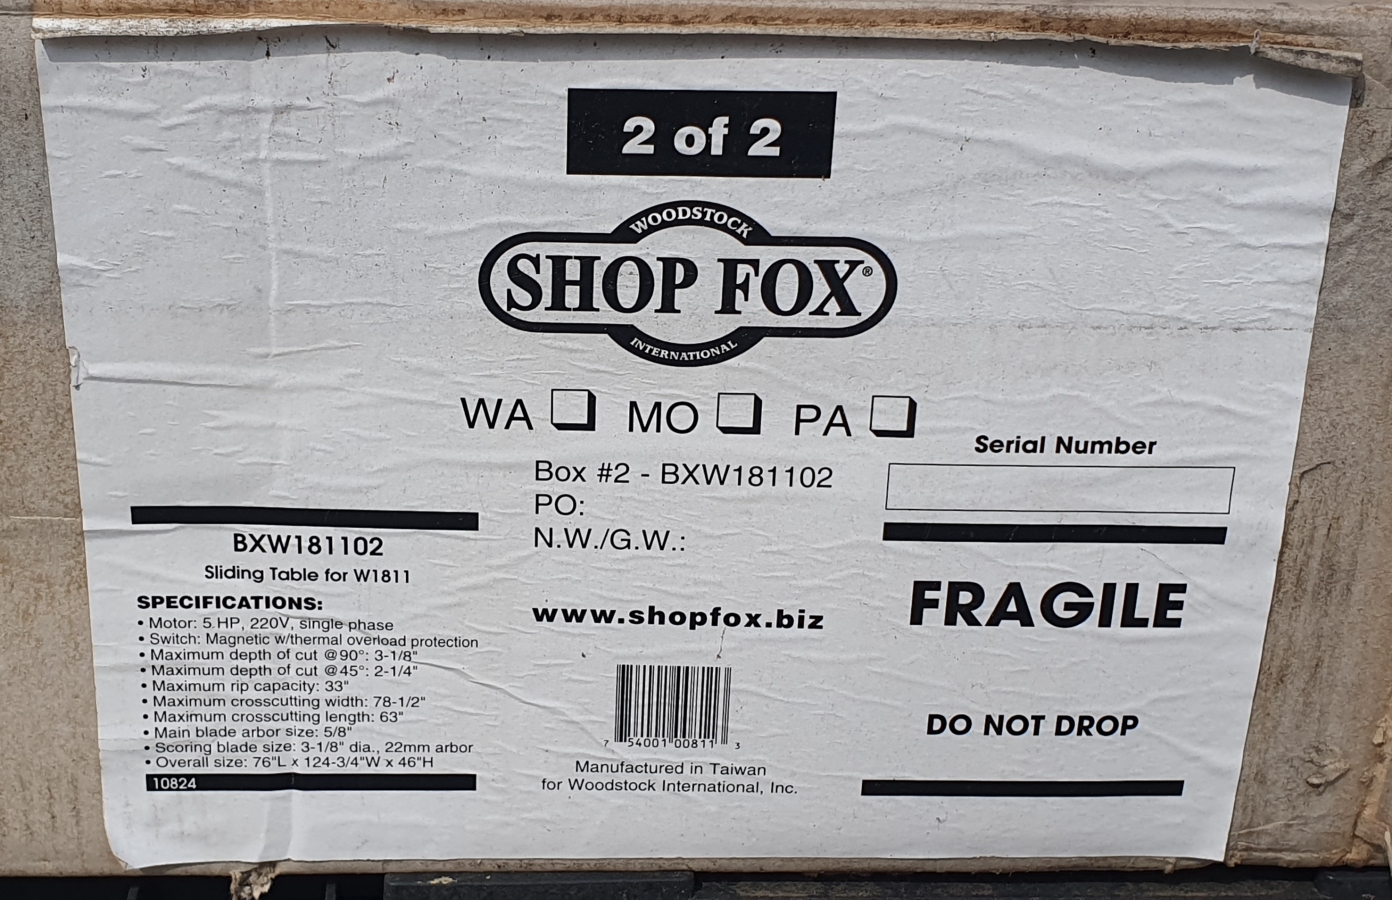 2 of 2
WOODSTOCK
SHOP FOX®
INTERNATIONAL
WA MO PA
Serial Number
Box #2 - BXW181102
PO:
N.W./G.W.:
BXW181102
Sliding Table for W1811
SPECIFICATIONS:
• Motor: 5 HP, 220V, single phase
• Switch: Magnetic w/thermal overload protection
• Maximum depth of cut @90°: 3-1/8"
• Maximum depth of cut @45°: 2-1/4"
• Maximum rip capacity: 33"
• Maximum crosscutting width: 78-1/2"
• Maximum crosscutting length: 63"
• Main blade arbor size: 5/8"
• Scoring blade size: 3-1/8" dia., 22mm arbor
• Overall size: 76"L x 124-3/4"W x 46"H
10824
www.shopfox.biz
7 54001 00811 3
Manufactured in Taiwan
for Woodstock International, Inc.
FRAGILE
DO NOT DROP